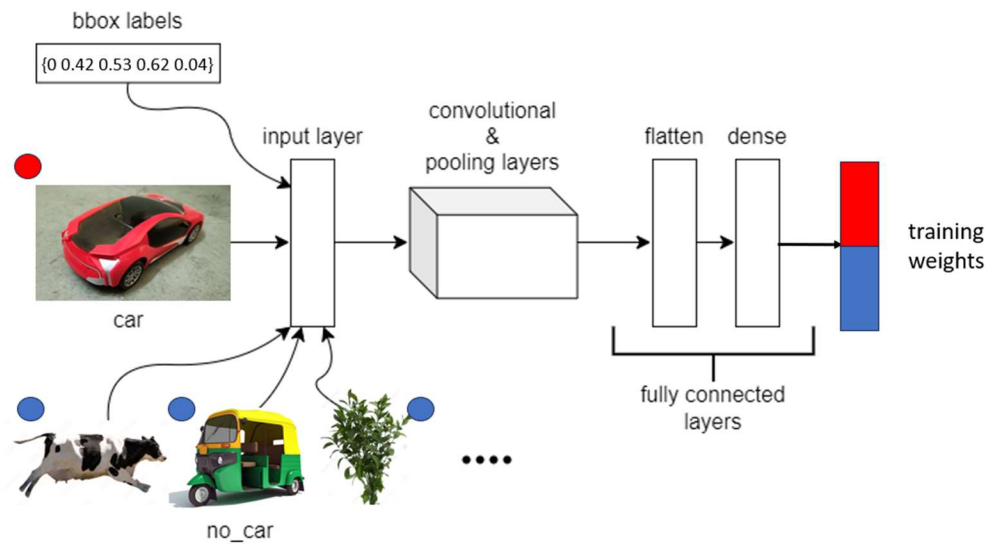 bbox labels
{0 0.42 0.53 0.62 0.04}
input layer
convolutional
&
pooling layers
flatten
dense
training
weights
car
fully connected
layers
no_car